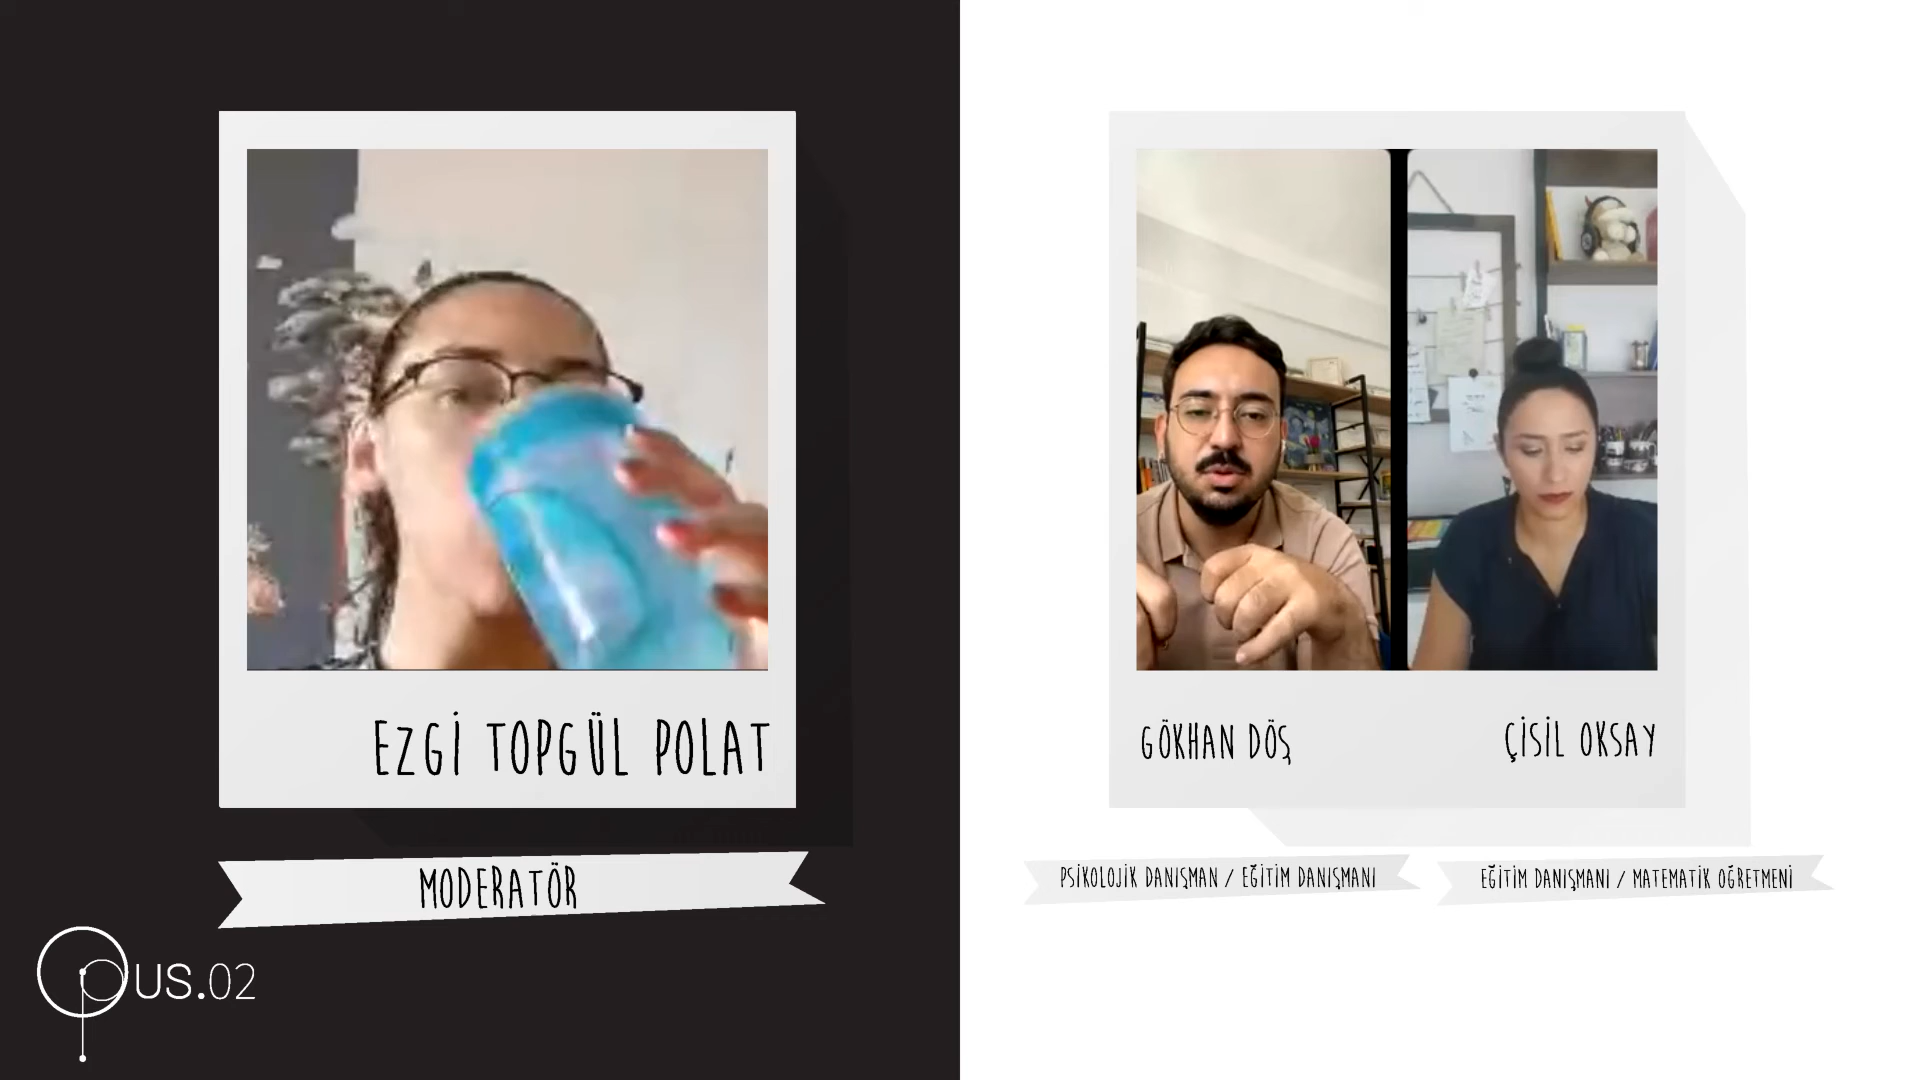 EZGİ TOPGÜL POLAT
MODERATÖR
Opus.02
GÖKHAN DÖŞ
ÇİSİL OKSAY
PSİKOLOJİK DANIŞMAN / EĞİTİM DANIŞMANI
EĞİTİM DANIŞMANI / MATEMATİK ÖĞRETMENİ